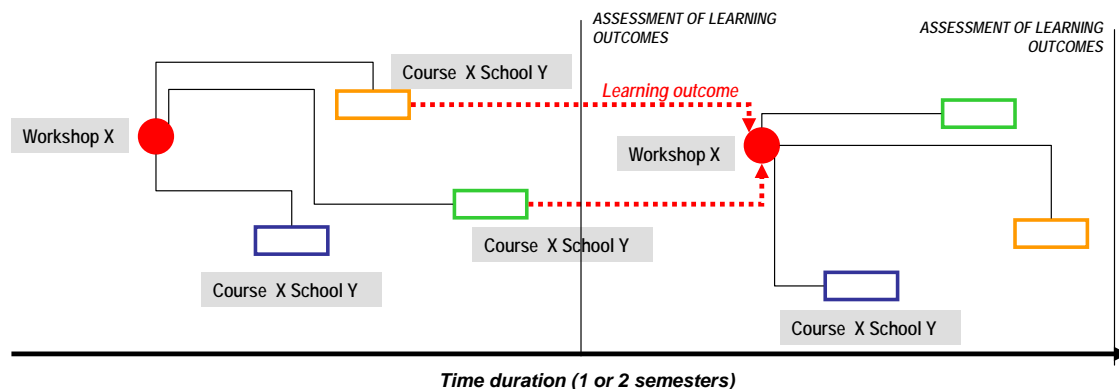 ASSESSMENT OF LEARNING
OUTCOMES
ASSESSMENT OF LEARNING
OUTCOMES
Course X School Y
Learning outcome
Workshop X
Workshop X
Course X School Y
Course X School Y
Course X School Y
Time duration (1 or 2 semesters)